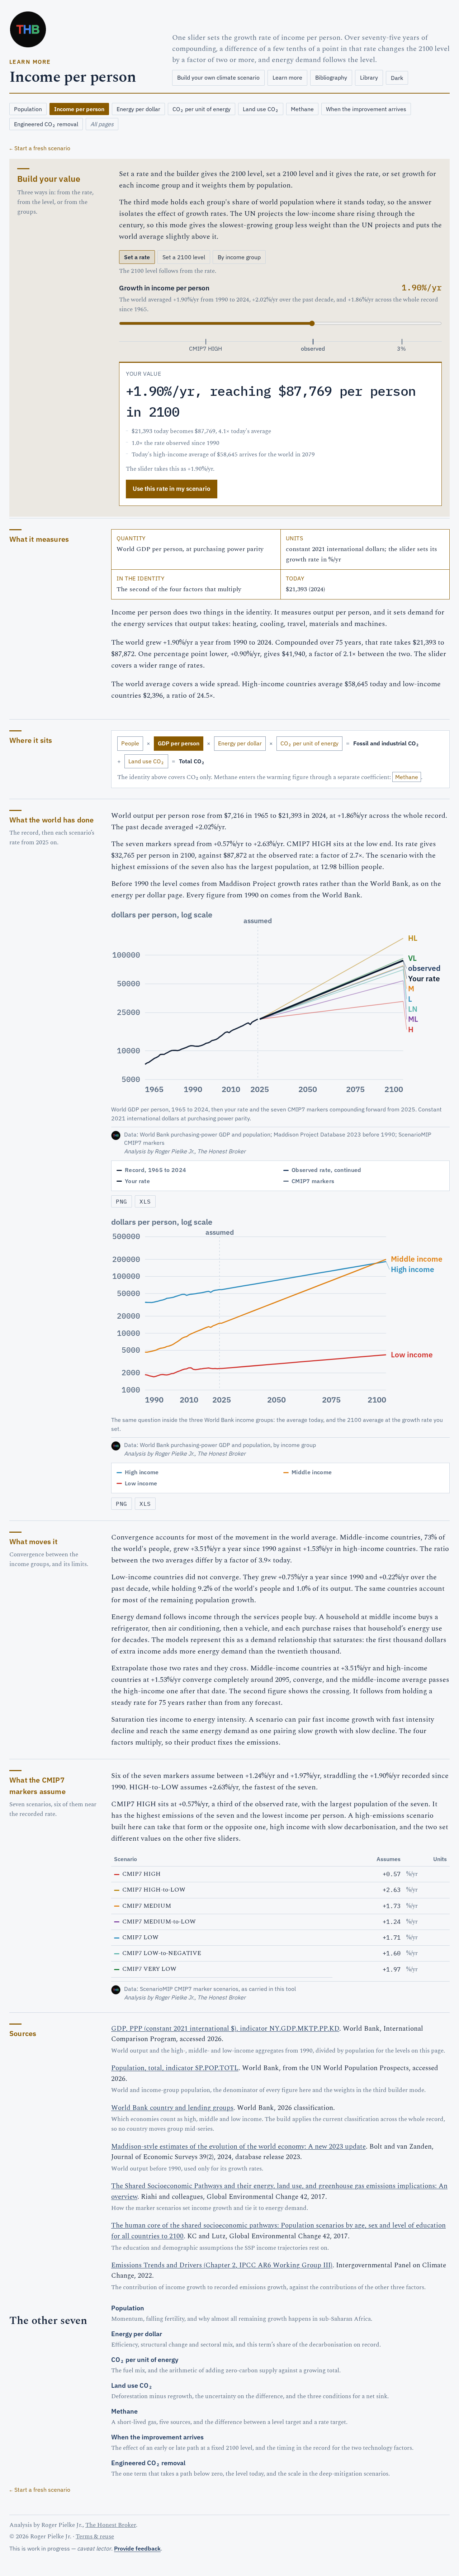 THB
LEARN MORE
Income per person
One slider sets the growth rate of income per person. Over seventy-five years of
compounding, a difference of a few tenths of a point in that rate changes the 2100 level
by a factor of two or more, and energy demand follows the level.
Build your own climate scenario
Learn more
Bibliography
Library
Dark
Population
Income per person
Energy per dollar
CO₂ per unit of energy
Land use CO₂
Methane
When the improvement arrives
Engineered CO₂ removal
All pages
← Start a fresh scenario
Build your value
Three ways in: from the rate,
from the level, or from the
groups.
Set a rate and the builder gives the 2100 level, set a 2100 level and it gives the rate, or set growth for
each income group and it weights them by population.
The third mode holds each group's share of world population where it stands today, so the answer
isolates the effect of growth rates. The UN projects the low-income share rising through the
century, so this mode gives the slowest-growing group less weight than the UN projects and puts the
world average slightly above it.
Set a rate
Set a 2100 level
By income group
The 2100 level follows from the rate.
Growth in income per person
1.90%/yr
The world averaged +1.90%/yr from 1990 to 2024, +2.02%/yr over the past decade, and +1.86%/yr across the whole record
since 1965.
CMIP7 HIGH
observed
3%
YOUR VALUE
+1.90%/yr, reaching $87,769 per person
in 2100
$21,393 today becomes $87,769, 4.1× today's average
1.0× the rate observed since 1990
Today's high-income average of $58,645 arrives for the world in 2079
The slider takes this as +1.90%/yr.
Use this rate in my scenario
What it measures
QUANTITY
World GDP per person, at purchasing power parity
UNITS
constant 2021 international dollars; the slider sets its
growth rate in %/yr
IN THE IDENTITY
The second of the four factors that multiply
TODAY
$21,393 (2024)
Income per person does two things in the identity. It measures output per person, and it sets demand for
the energy services that output takes: heating, cooling, travel, materials and machines.
The world grew +1.90%/yr a year from 1990 to 2024. Compounded over 75 years, that rate takes $21,393 to
$87,872. One percentage point lower, +0.90%/yr, gives $41,940, a factor of 2.1× between the two. The slider
covers a wider range of rates.
The world average covers a wide spread. High-income countries average $58,645 today and low-income
countries $2,396, a ratio of 24.5×.
Where it sits
People
×
GDP per person
×
Energy per dollar
×
CO₂ per unit of energy
=
Fossil and industrial CO₂
+
Land use CO₂
=
Total CO₂
The identity above covers CO₂ only. Methane enters the warming figure through a separate coefficient: Methane.
What the world has done
The record, then each scenario's
rate from 2025 on.
World output per person rose from $7,216 in 1965 to $21,393 in 2024, at +1.86%/yr across the whole record.
The past decade averaged +2.02%/yr.
The seven markers spread from +0.57%/yr to +2.63%/yr. CMIP7 HIGH sits at the low end. Its rate gives
$32,765 per person in 2100, against $87,872 at the observed rate: a factor of 2.7×. The scenario with the
highest emissions of the seven also has the largest population, at 12.98 billion people.
Before 1990 the level comes from Maddison Project growth rates rather than the World Bank, as on the
energy per dollar page. Every figure from 1990 on comes from the World Bank.
dollars per person, log scale
assumed
100000
50000
25000
10000
5000
1965
1990
2010
2025
2050
2075
2100
HL
VL
observed
Your rate
M
L
LN
ML
H
World GDP per person, 1965 to 2024, then your rate and the seven CMIP7 markers compounding forward from 2025. Constant
2021 international dollars at purchasing power parity.
Data: World Bank purchasing-power GDP and population; Maddison Project Database 2023 before 1990; ScenarioMIP
CMIP7 markers
Analysis by Roger Pielke Jr., The Honest Broker
Record, 1965 to 2024
Observed rate, continued
Your rate
CMIP7 markers
PNG
XLS
dollars per person, log scale
assumed
500000
200000
100000
50000
20000
10000
5000
2000
1000
1990
2010
2025
2050
2075
2100
Middle income
High income
Low income
The same question inside the three World Bank income groups: the average today, and the 2100 average at the growth rate you
set.
Data: World Bank purchasing-power GDP and population, by income group
Analysis by Roger Pielke Jr., The Honest Broker
High income
Middle income
Low income
PNG
XLS
What moves it
Convergence between the
income groups, and its limits.
Convergence accounts for most of the movement in the world average. Middle-income countries, 73% of
the world's people, grew +3.51%/yr a year since 1990 against +1.53%/yr in high-income countries. The ratio
between the two averages differ by a factor of 3.9× today.
Low-income countries did not converge. They grew +0.75%/yr a year since 1990 and +0.22%/yr over the
past decade, while holding 9.2% of the world's people and 1.0% of its output. The same countries account
for most of the remaining population growth.
Energy demand follows income through the services people buy. A household at middle income buys a
refrigerator, then air conditioning, then a vehicle, and each purchase raises that household's energy use
for decades. The models represent this as a demand relationship that saturates: the first thousand dollars
of extra income adds more energy demand than the twentieth thousand.
Extrapolate those two rates and they cross. Middle-income countries at +3.51%/yr and high-income
countries at +1.53%/yr converge completely around 2095, converge, and the middle-income average passes
the high-income one after that date. The second chart shows the crossing. It follows from holding a
steady rate for 75 years rather than from any forecast.
Saturation ties income to energy intensity. A scenario can pair fast income growth with fast intensity
decline and reach the same energy demand as one pairing slow growth with slow decline. The four
factors multiply, so their product fixes the emissions.
What the CMIP7
markers assume
Seven scenarios, six of them near
the recorded rate.
Six of the seven markers assume between +1.24%/yr and +1.97%/yr, straddling the +1.90%/yr recorded since
1990. HIGH-to-LOW assumes +2.63%/yr, the fastest of the seven.
CMIP7 HIGH sits at +0.57%/yr, a third of the observed rate, with the largest population of the seven. It
has the highest emissions of the seven and the lowest income per person. A high-emissions scenario
built here can take that form or the opposite one, high income with slow decarbonisation, and the two set
different values on the other five sliders.
Scenario
Assumes
Units
CMIP7 HIGH
+0.57
%/yr
CMIP7 HIGH-to-LOW
+2.63
%/yr
CMIP7 MEDIUM
+1.73
%/yr
CMIP7 MEDIUM-to-LOW
+1.24
%/yr
CMIP7 LOW
+1.71
%/yr
CMIP7 LOW-to-NEGATIVE
+1.60
%/yr
CMIP7 VERY LOW
+1.97
%/yr
Data: ScenarioMIP CMIP7 marker scenarios, as carried in this tool
Analysis by Roger Pielke Jr., The Honest Broker
Sources
GDP, PPP (constant 2021 international $), indicator NY.GDP.MKTP.PP.KD. World Bank, International
Comparison Program, accessed 2026.
World output and the high-, middle- and low-income aggregates from 1990, divided by population for the levels on this page.
Population, total, indicator SP.POP.TOTL. World Bank, from the UN World Population Prospects, accessed
2026.
World and income-group population, the denominator of every figure here and the weights in the third builder mode.
World Bank country and lending groups. World Bank, 2026 classification.
Which economies count as high, middle and low income. The build applies the current classification across the whole record,
so no country moves group mid-series.
Maddison-style estimates of the evolution of the world economy: A new 2023 update. Bolt and van Zanden,
Journal of Economic Surveys 39(2), 2024, database release 2023.
World output before 1990, used only for its growth rates.
The Shared Socioeconomic Pathways and their energy, land use, and greenhouse gas emissions implications: An
overview. Riahi and colleagues, Global Environmental Change 42, 2017.
How the marker scenarios set income growth and tie it to energy demand.
The human core of the shared socioeconomic pathways: Population scenarios by age, sex and level of education
for all countries to 2100. KC and Lutz, Global Environmental Change 42, 2017.
The education and demographic assumptions the SSP income trajectories rest on.
Emissions Trends and Drivers (Chapter 2, IPCC AR6 Working Group III). Intergovernmental Panel on Climate
Change, 2022.
The contribution of income growth to recorded emissions growth, against the contributions of the other three factors.
The other seven
Population
Momentum, falling fertility, and why almost all remaining growth happens in sub-Saharan Africa.
Energy per dollar
Efficiency, structural change and sectoral mix, and this term's share of the decarbonisation on record.
CO₂ per unit of energy
The fuel mix, and the arithmetic of adding zero-carbon supply against a growing total.
Land use CO₂
Deforestation minus regrowth, the uncertainty on the difference, and the three conditions for a net sink.
Methane
A short-lived gas, five sources, and the difference between a level target and a rate target.
When the improvement arrives
The effect of an early or late path at a fixed 2100 level, and the timing in the record for the two technology factors.
Engineered CO₂ removal
The one term that takes a path below zero, the level today, and the scale in the deep-mitigation scenarios.
← Start a fresh scenario
Analysis by Roger Pielke Jr., The Honest Broker.
© 2026 Roger Pielke Jr. · Terms & reuse
This is work in progress — caveat lector. Provide feedback.